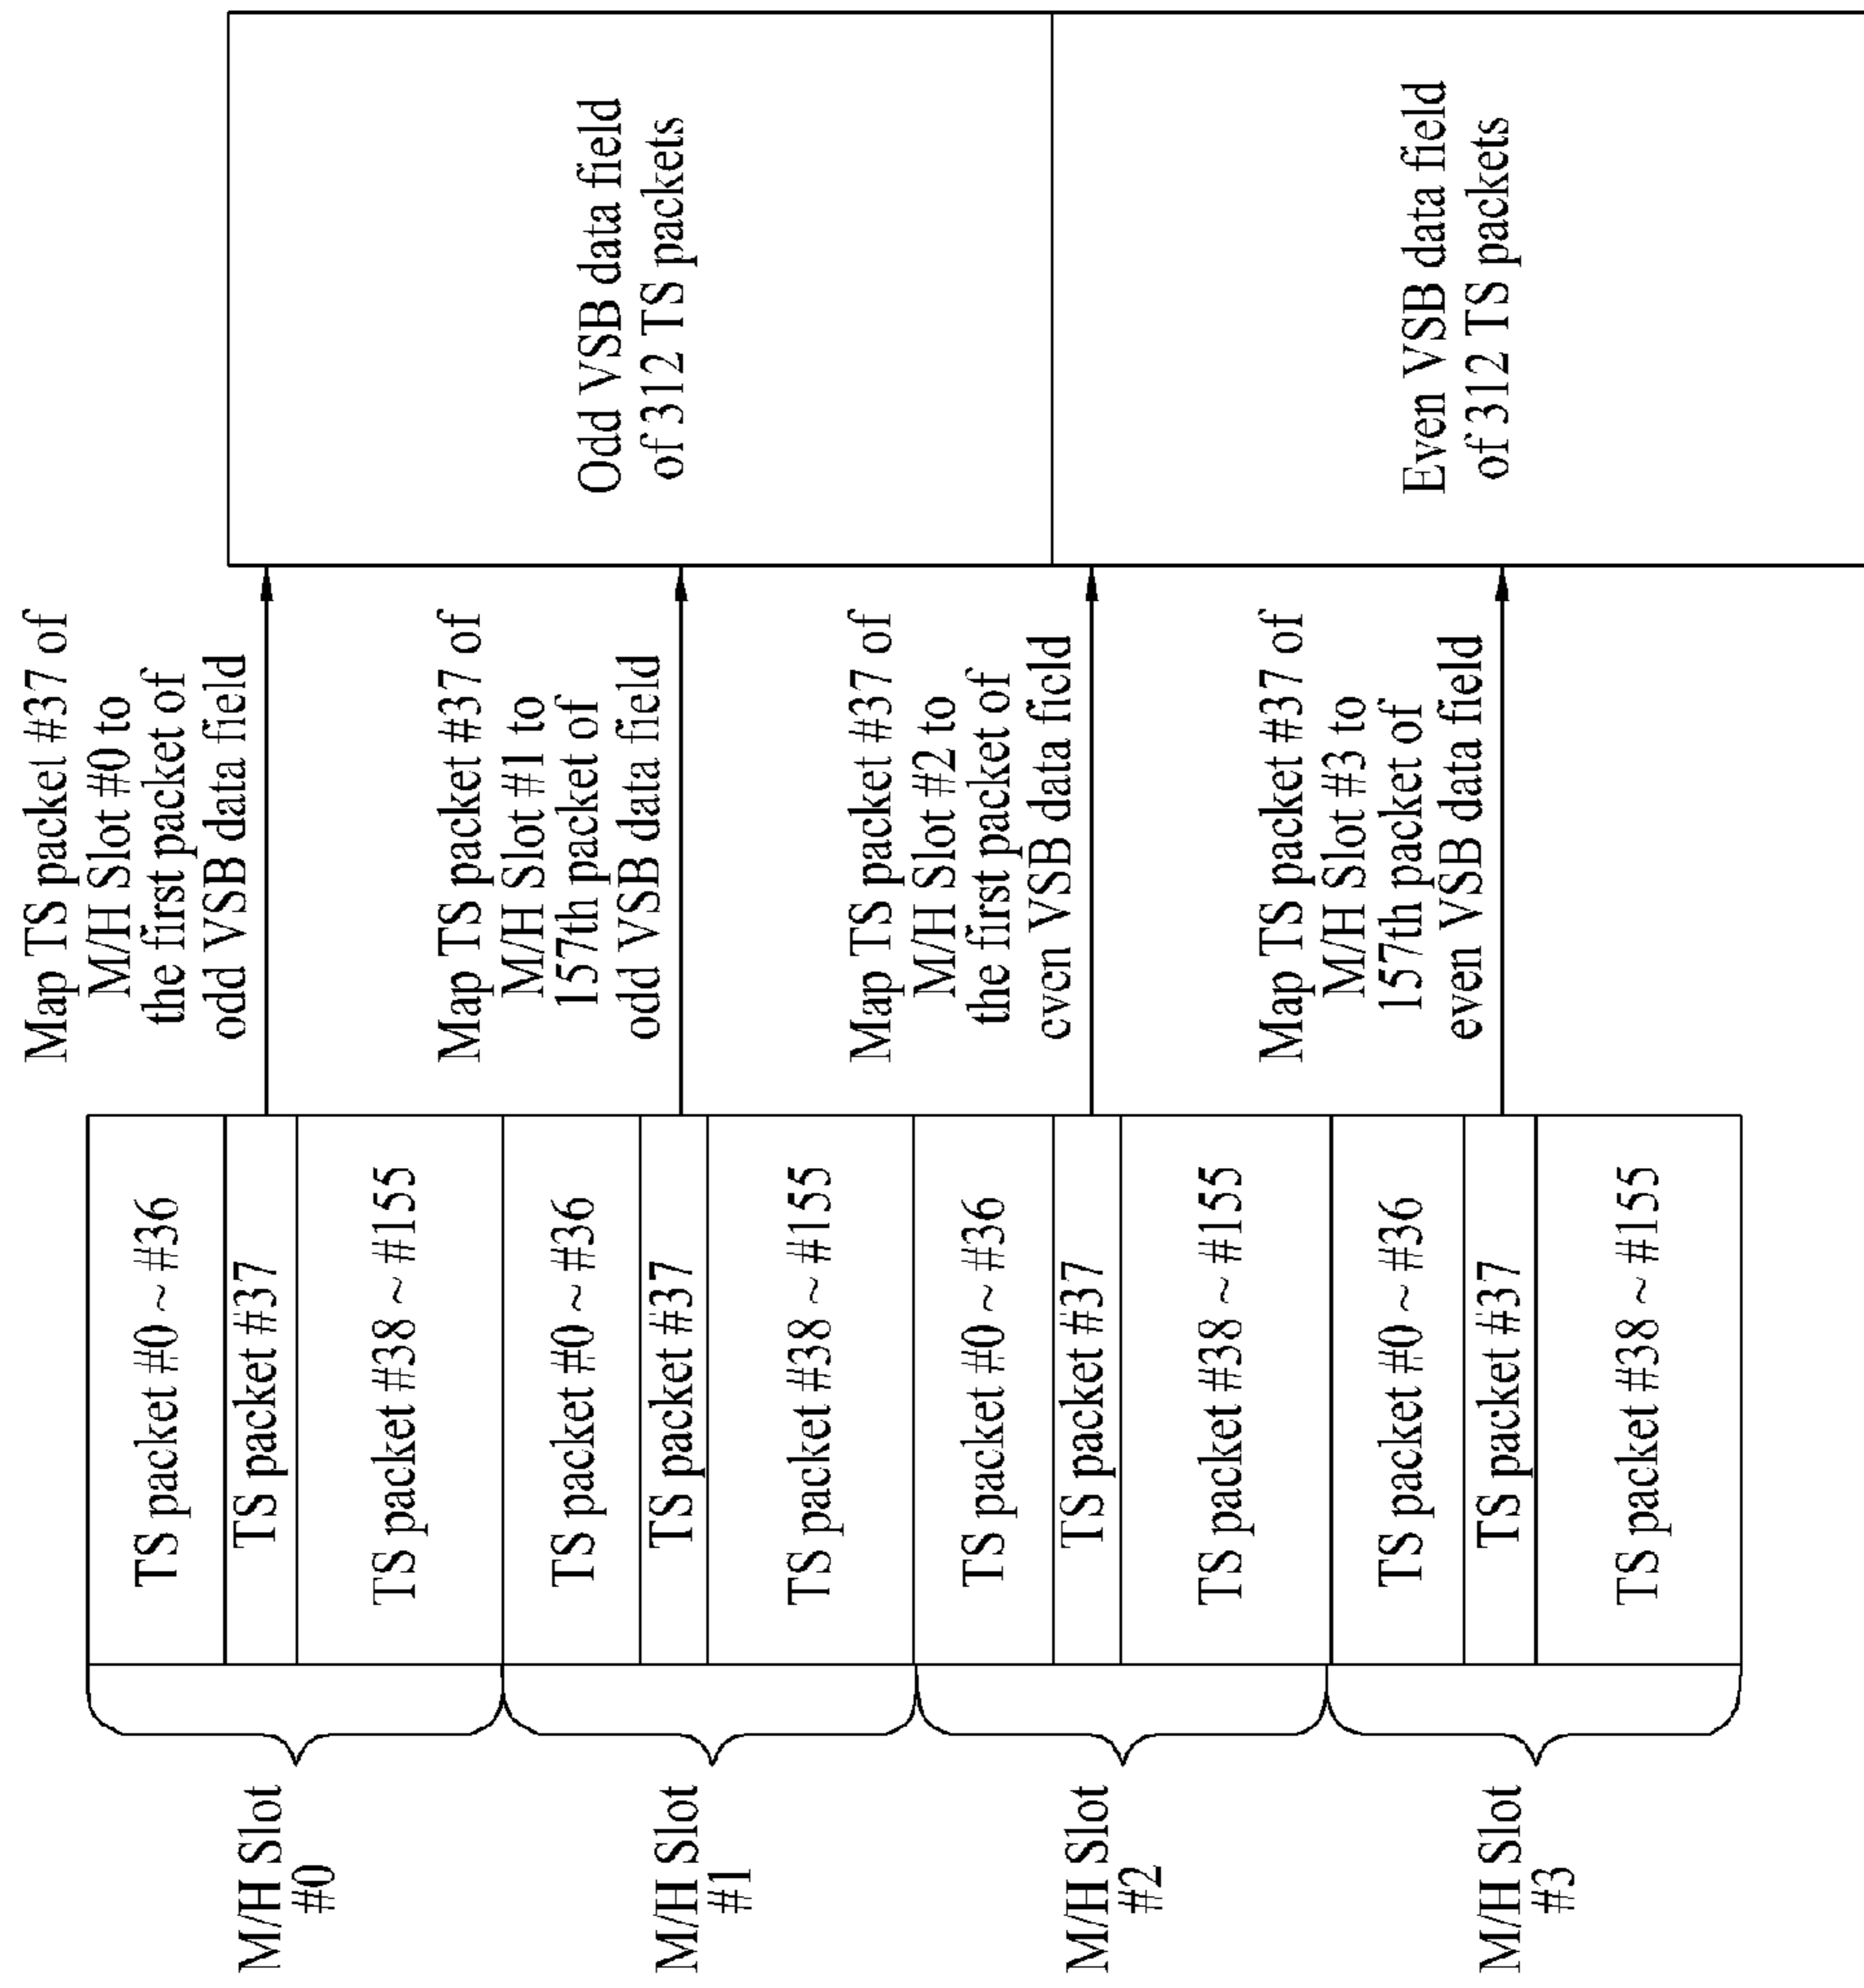 M/H Slot
#0
TS packet #0 ~ #36
TS packet #37
TS packet #38 ~ #155
M/H Slot
#1
TS packet #0 ~ #36
TS packet #37
TS packet #38 ~ #155
M/H Slot
#2
TS packet #0 ~ #36
TS packet #37
TS packet #38 ~ #155
M/H Slot
#3
TS packet #0 ~ #36
TS packet #37
TS packet #38 ~ #155
Map TS packet #37 of
M/H Slot #0 to
the first packet of
odd VSB data field
Map TS packet #37 of
M/H Slot #1 to
157th packet of
odd VSB data field
Map TS packet #37 of
M/H Slot #2 to
the first packet of
even VSB data field
Map TS packet #37 of
M/H Slot #3 to
157th packet of
even VSB data field
Odd VSB data field
of 312 TS packets
Even VSB data field
of 312 TS packets